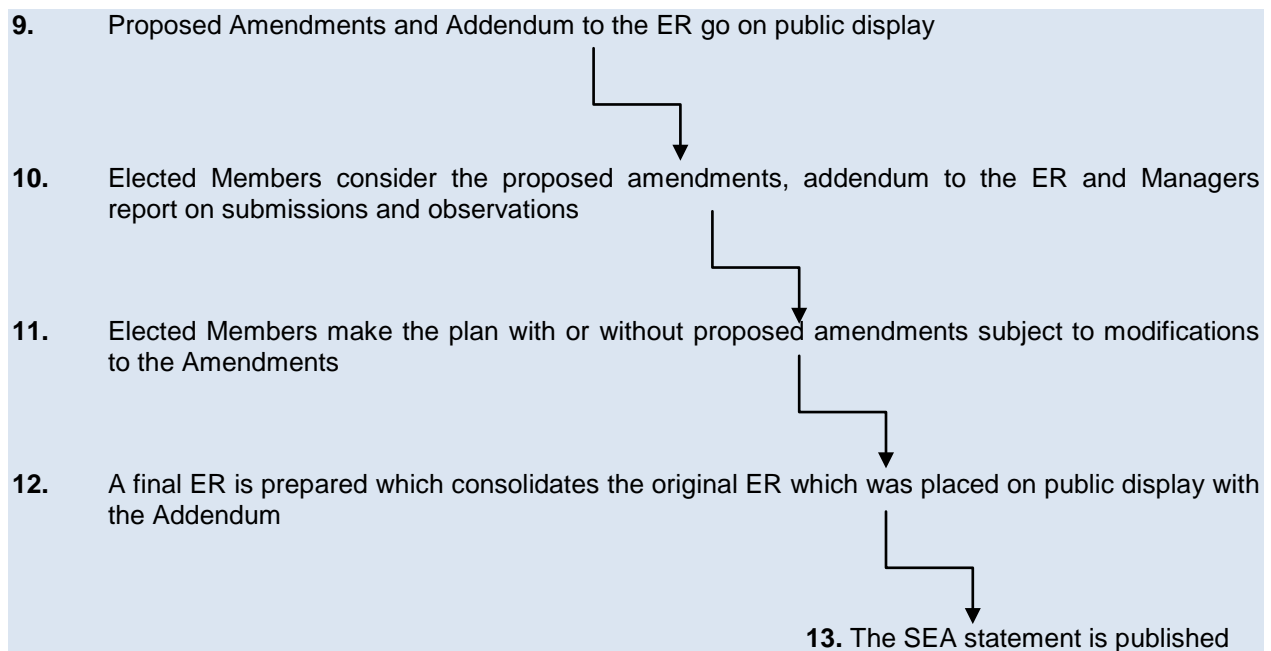 9. Proposed Amendments and Addendum to the ER go on public display
10. Elected Members consider the proposed amendments, addendum to the ER and Managers
report on submissions and observations
11. Elected Members make the plan with or without proposed amendments subject to modifications
to the Amendments
12. A final ER is prepared which consolidates the original ER which was placed on public display with
the Addendum
13. The SEA statement is published